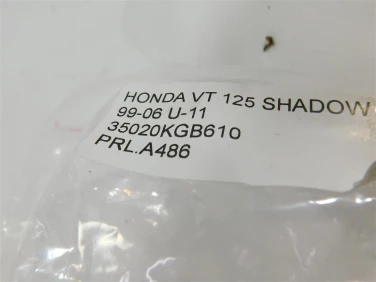 HONDA VT 125 SHADOW
99-06 U-11
35020KGB610
PRL.A486